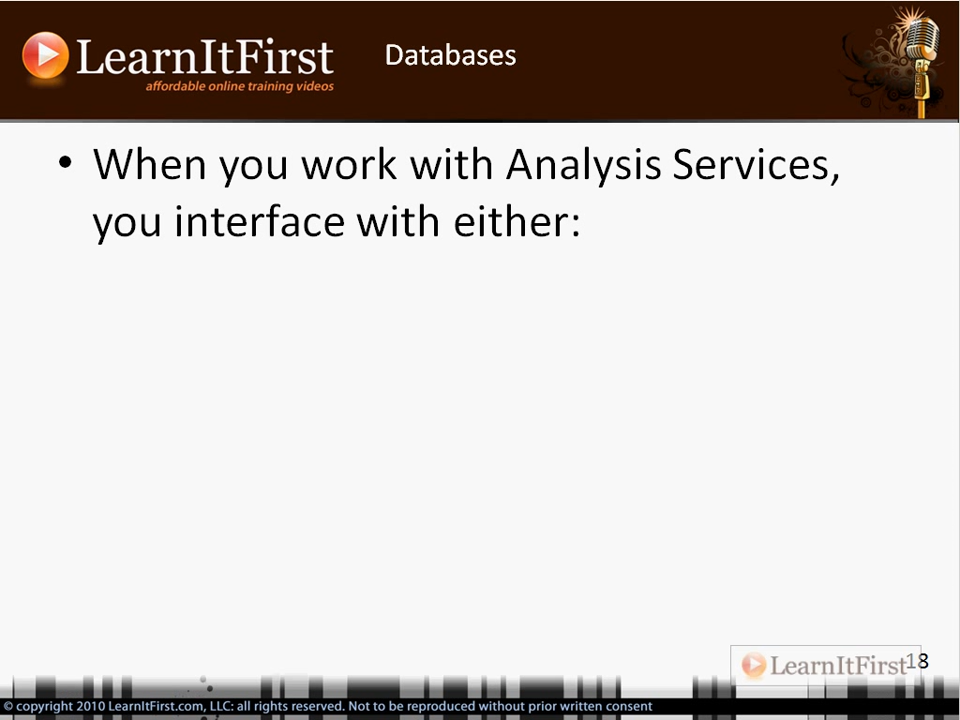 LearnItFirst
affordable online training videos
Databases
• When you work with Analysis Services,
you interface with either:
LearnItFirst
18
© copyright 2010 LearnItFirst.com, LLC: all rights reserved. Not to be reproduced without prior written consent